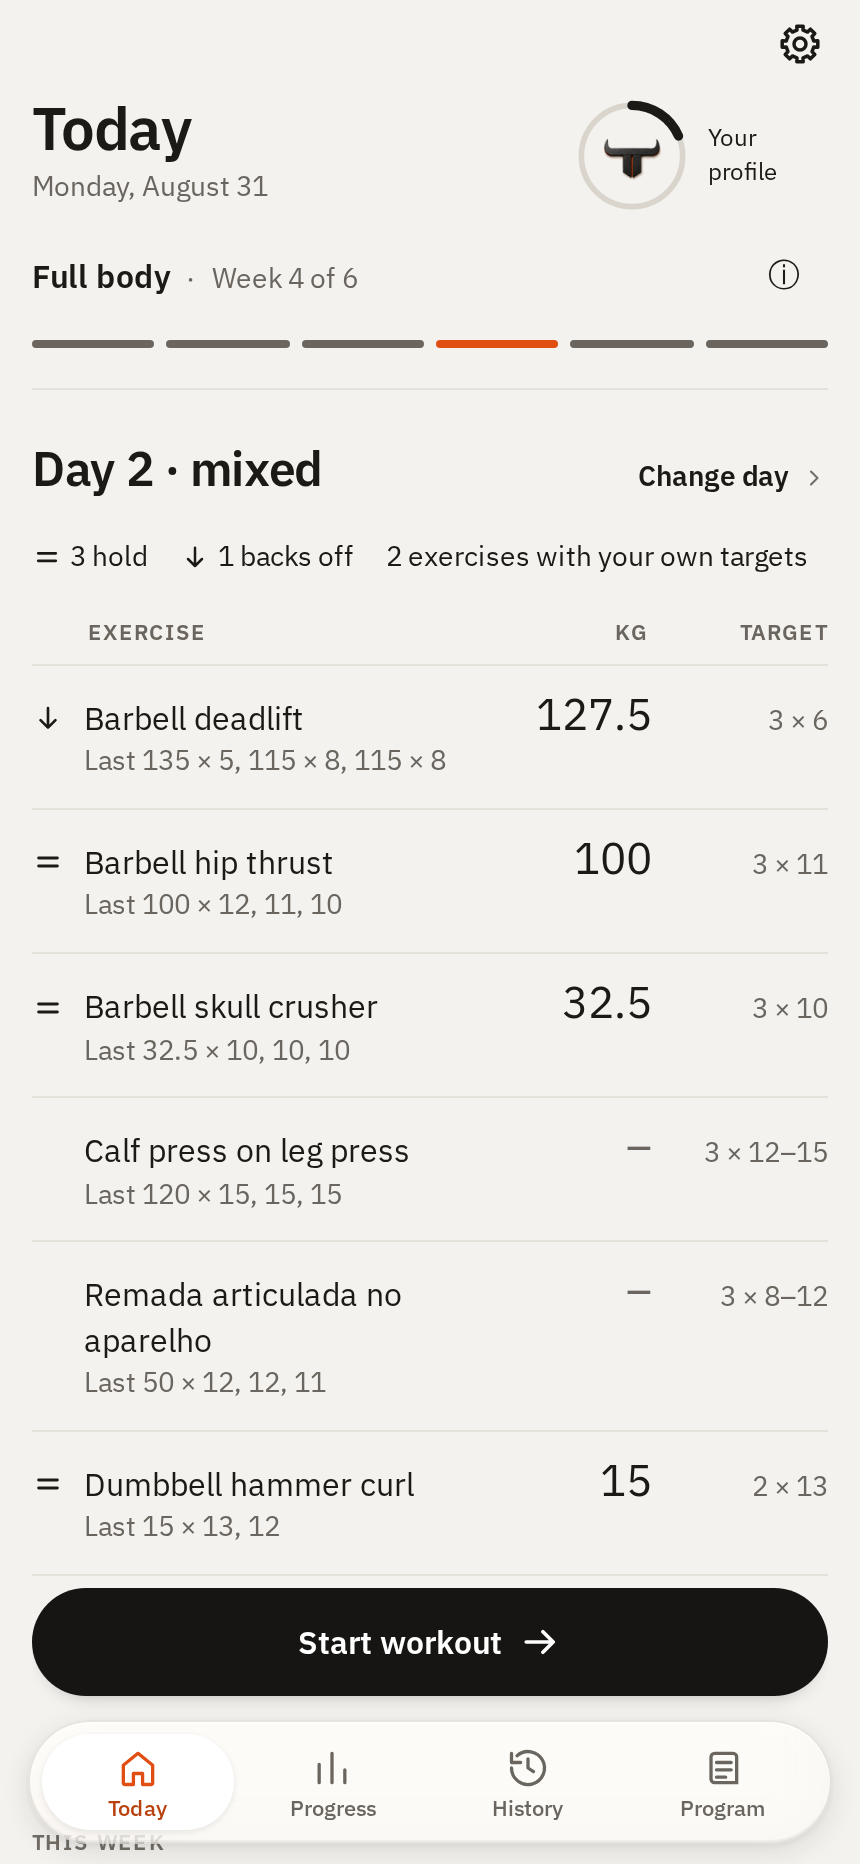 Today
Monday, August 31
Your
profile
Full body · Week 4 of 6
Day 2 · mixed
Change day
= 3 hold ↓ 1 backs off 2 exercises with your own targets
EXERCISE KG TARGET
↓ Barbell deadlift 127.5 3 × 6
Last 135 × 5, 115 × 8, 115 × 8
= Barbell hip thrust 100 3 × 11
Last 100 × 12, 11, 10
= Barbell skull crusher 32.5 3 × 10
Last 32.5 × 10, 10, 10
Calf press on leg press – 3 × 12–15
Last 120 × 15, 15, 15
Remada articulada no – 3 × 8–12
aparelho
Last 50 × 12, 12, 11
= Dumbbell hammer curl 15 2 × 13
Last 15 × 13, 12
Start workout →
Today Progress History Program
THIS WEEK